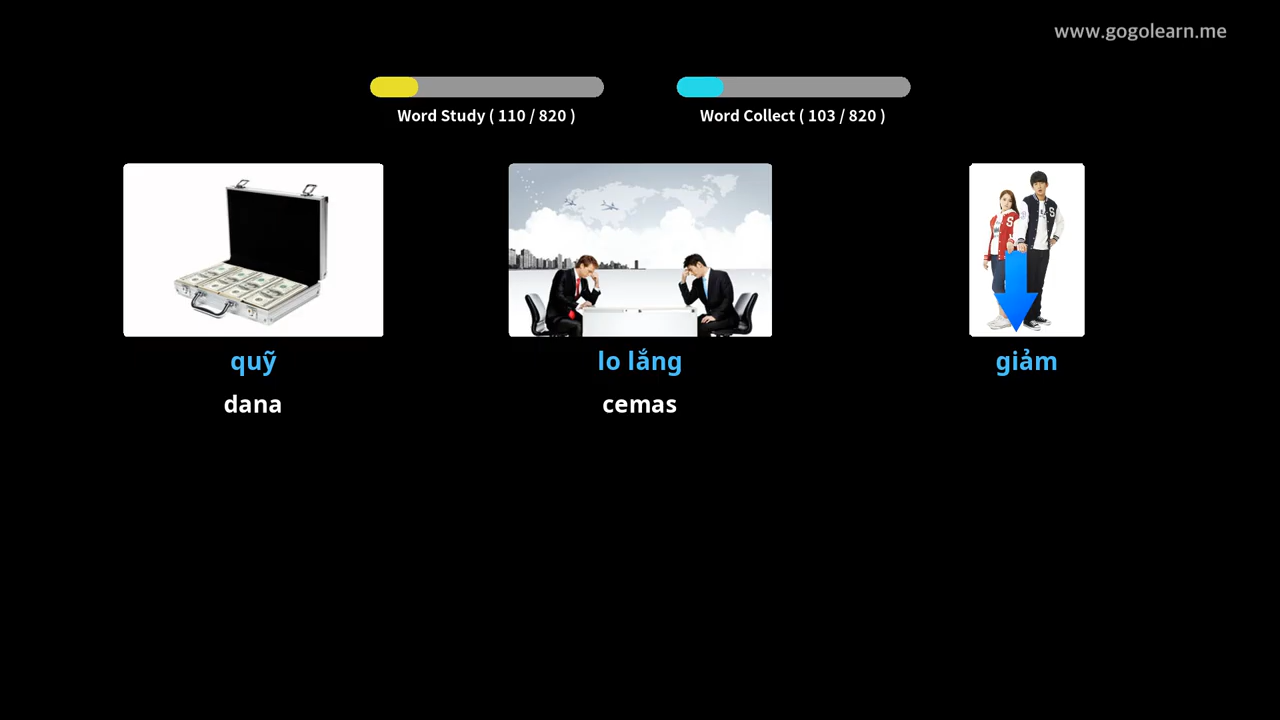 www.gogolearn.me
Word Study ( 110 / 820 )
Word Collect ( 103 / 820 )
quỹ
lo lắng
giảm
dana
cemas